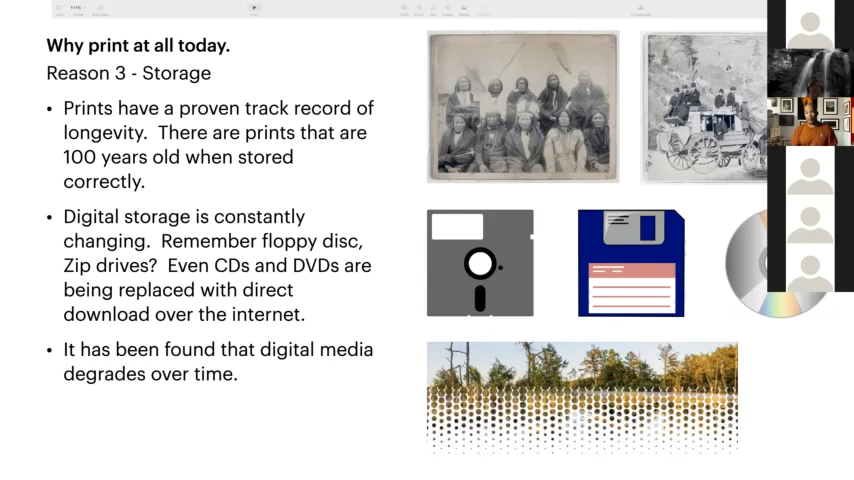 Why print at all today.
Reason 3 - Storage
• Prints have a proven track record of
longevity.  There are prints that are
100 years old when stored
correctly.
• Digital storage is constantly
changing.  Remember floppy disc,
Zip drives?  Even CDs and DVDs are
being replaced with direct
download over the internet.
• It has been found that digital media
degrades over time.